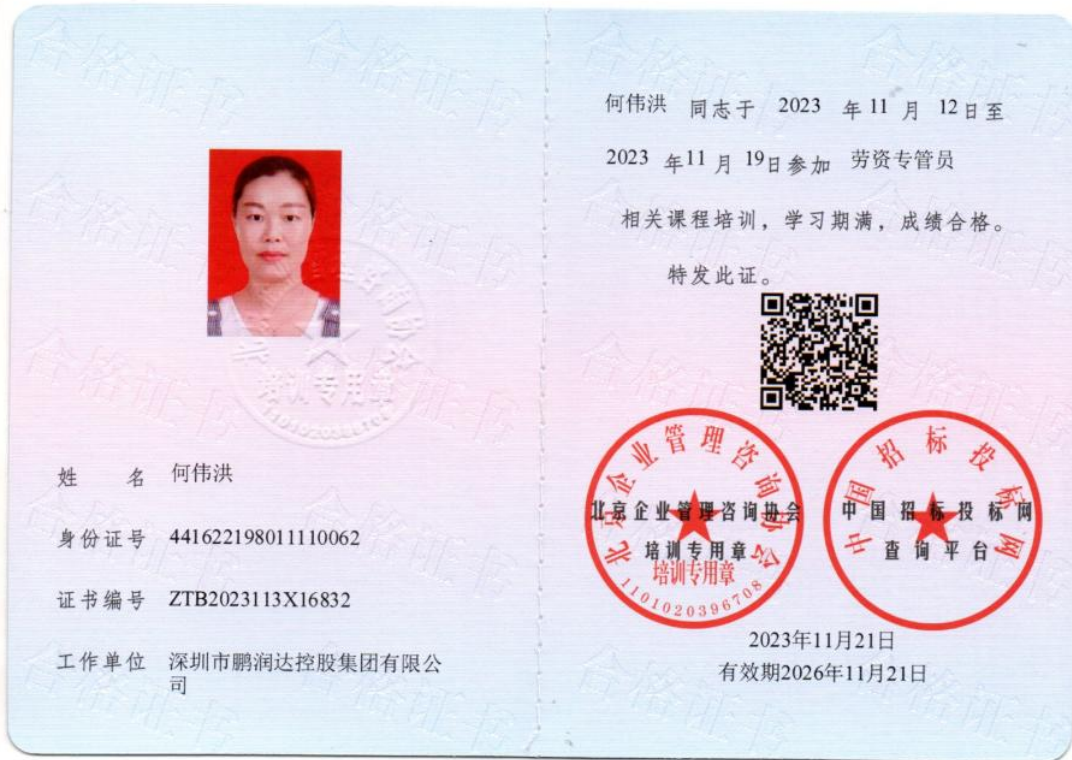 姓 名 何伟洪
身份证号 441622198011110062
证书编号 ZTB2023113X16832
工作单位 深圳市鹏润达控股集团有限公
司
培训专用章
何伟洪 同志于 2023 年 11 月 12 日至
2023 年 11 月 19 日参加 劳资专管员
相关课程培训，学习期满，成绩合格。
特发此证。
北京企业管理咨询协会
北京企业管理咨询协会
培训专用章
培训专用章
1101020396708
中国招标投标网
中国招标投标网
查询平台
2023年11月21日
有效期2026年11月21日
合格证书